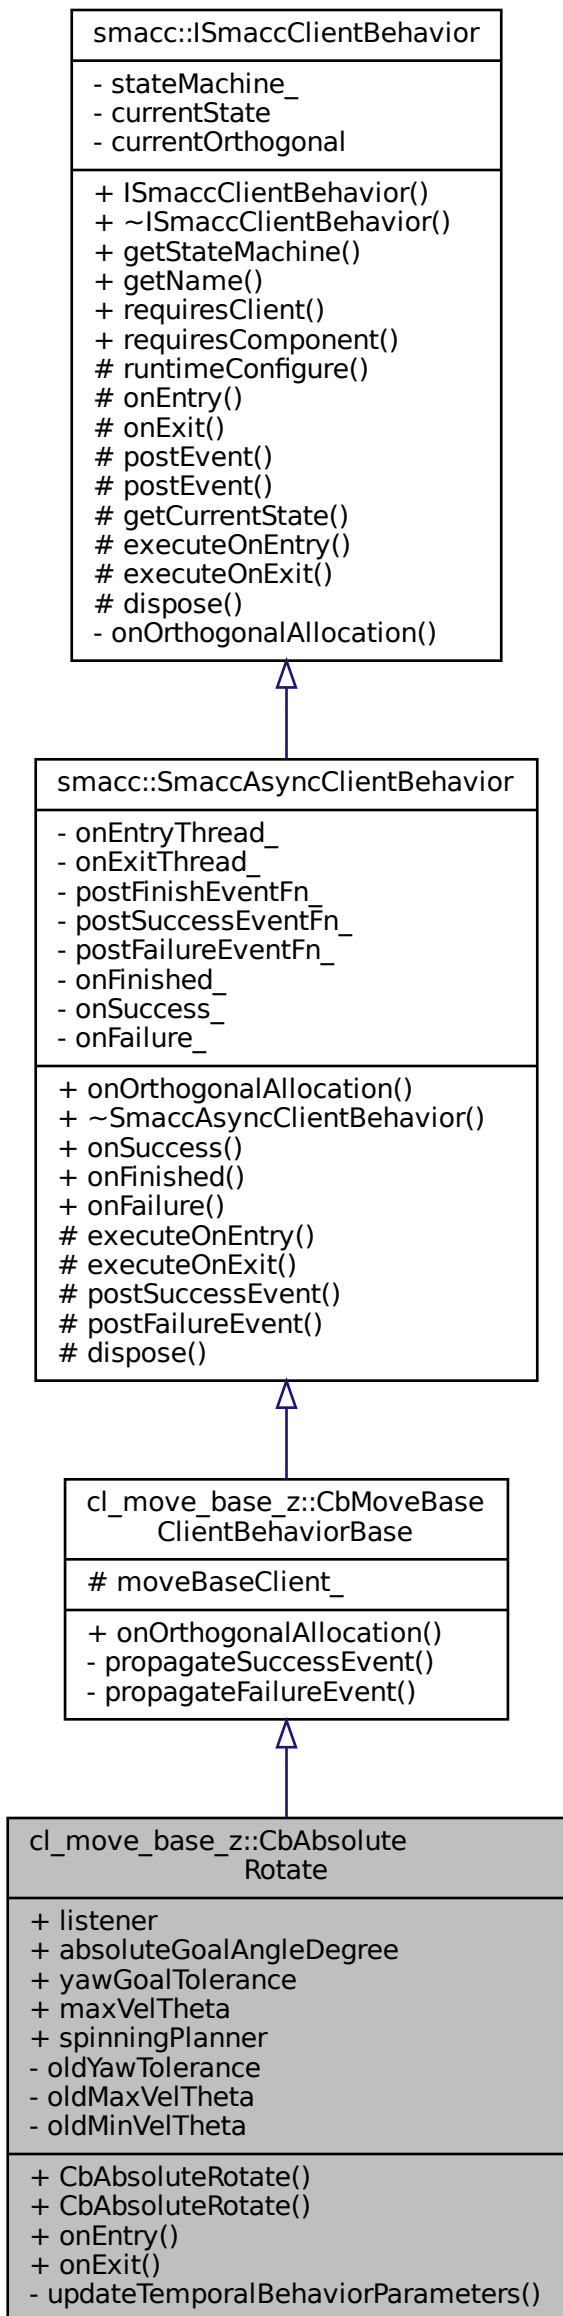 smacc::ISmaccClientBehavior
- stateMachine_
- currentState
- currentOrthogonal
+ ISmaccClientBehavior()
+ ~ISmaccClientBehavior()
+ getStateMachine()
+ getName()
+ requiresClient()
+ requiresComponent()
# runtimeConfigure()
# onEntry()
# onExit()
# postEvent()
# postEvent()
# getCurrentState()
# executeOnEntry()
# executeOnExit()
# dispose()
- onOrthogonalAllocation()
smacc::SmaccAsyncClientBehavior
- onEntryThread_
- onExitThread_
- postFinishEventFn_
- postSuccessEventFn_
- postFailureEventFn_
- onFinished_
- onSuccess_
- onFailure_
+ onOrthogonalAllocation()
+ ~SmaccAsyncClientBehavior()
+ onSuccess()
+ onFinished()
+ onFailure()
# executeOnEntry()
# executeOnExit()
# postSuccessEvent()
# postFailureEvent()
# dispose()
cl_move_base_z::CbMoveBase
ClientBehaviorBase
# moveBaseClient_
+ onOrthogonalAllocation()
- propagateSuccessEvent()
- propagateFailureEvent()
cl_move_base_z::CbAbsolute
Rotate
+ listener
+ absoluteGoalAngleDegree
+ yawGoalTolerance
+ maxVelTheta
+ spinningPlanner
- oldYawTolerance
- oldMaxVelTheta
- oldMinVelTheta
+ CbAbsoluteRotate()
+ CbAbsoluteRotate()
+ onEntry()
+ onExit()
- updateTemporalBehaviorParameters()